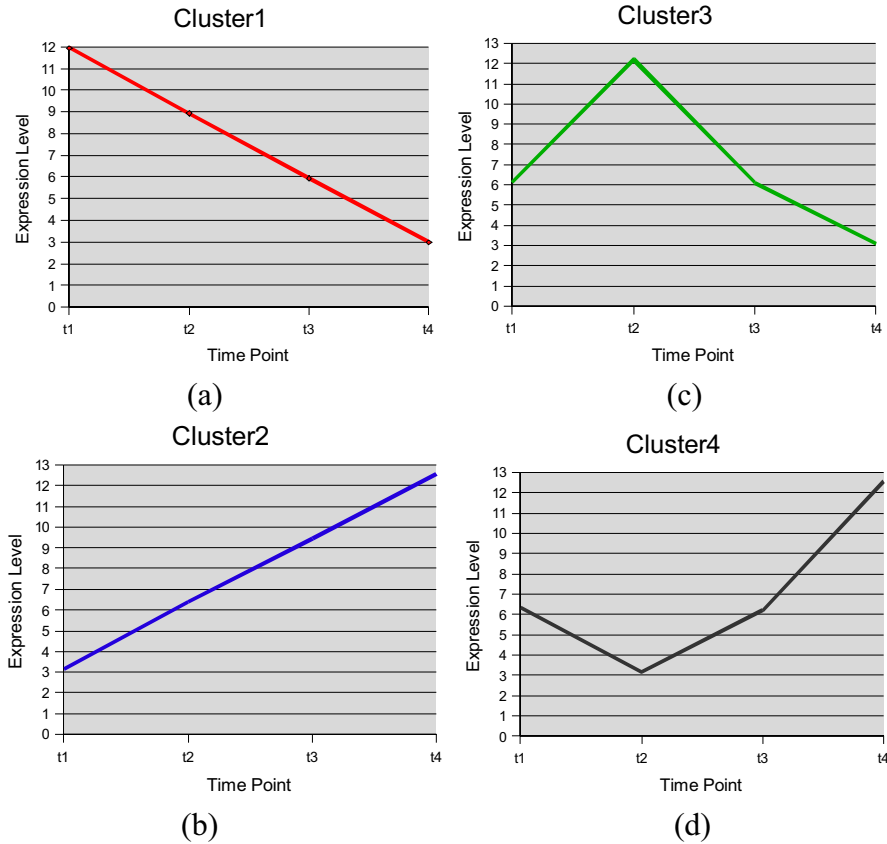 Cluster1
12
11
10
9
8
7
6
5
4
3
2
1
0
Expression Level
t1 t2 t3 t4
Time Point
(a)
Cluster3
13
12
11
10
9
8
7
6
5
4
3
2
1
0
Expression Level
t1 t2 t3 t4
Time Point
(c)
Cluster2
13
12
11
10
9
8
7
6
5
4
3
2
1
0
Expression Level
t1 t2 t3 t4
Time Point
(b)
Cluster4
13
12
11
10
9
8
7
6
5
4
3
2
1
0
Expression Level
t1 t2 t3 t4
Time Point
(d)